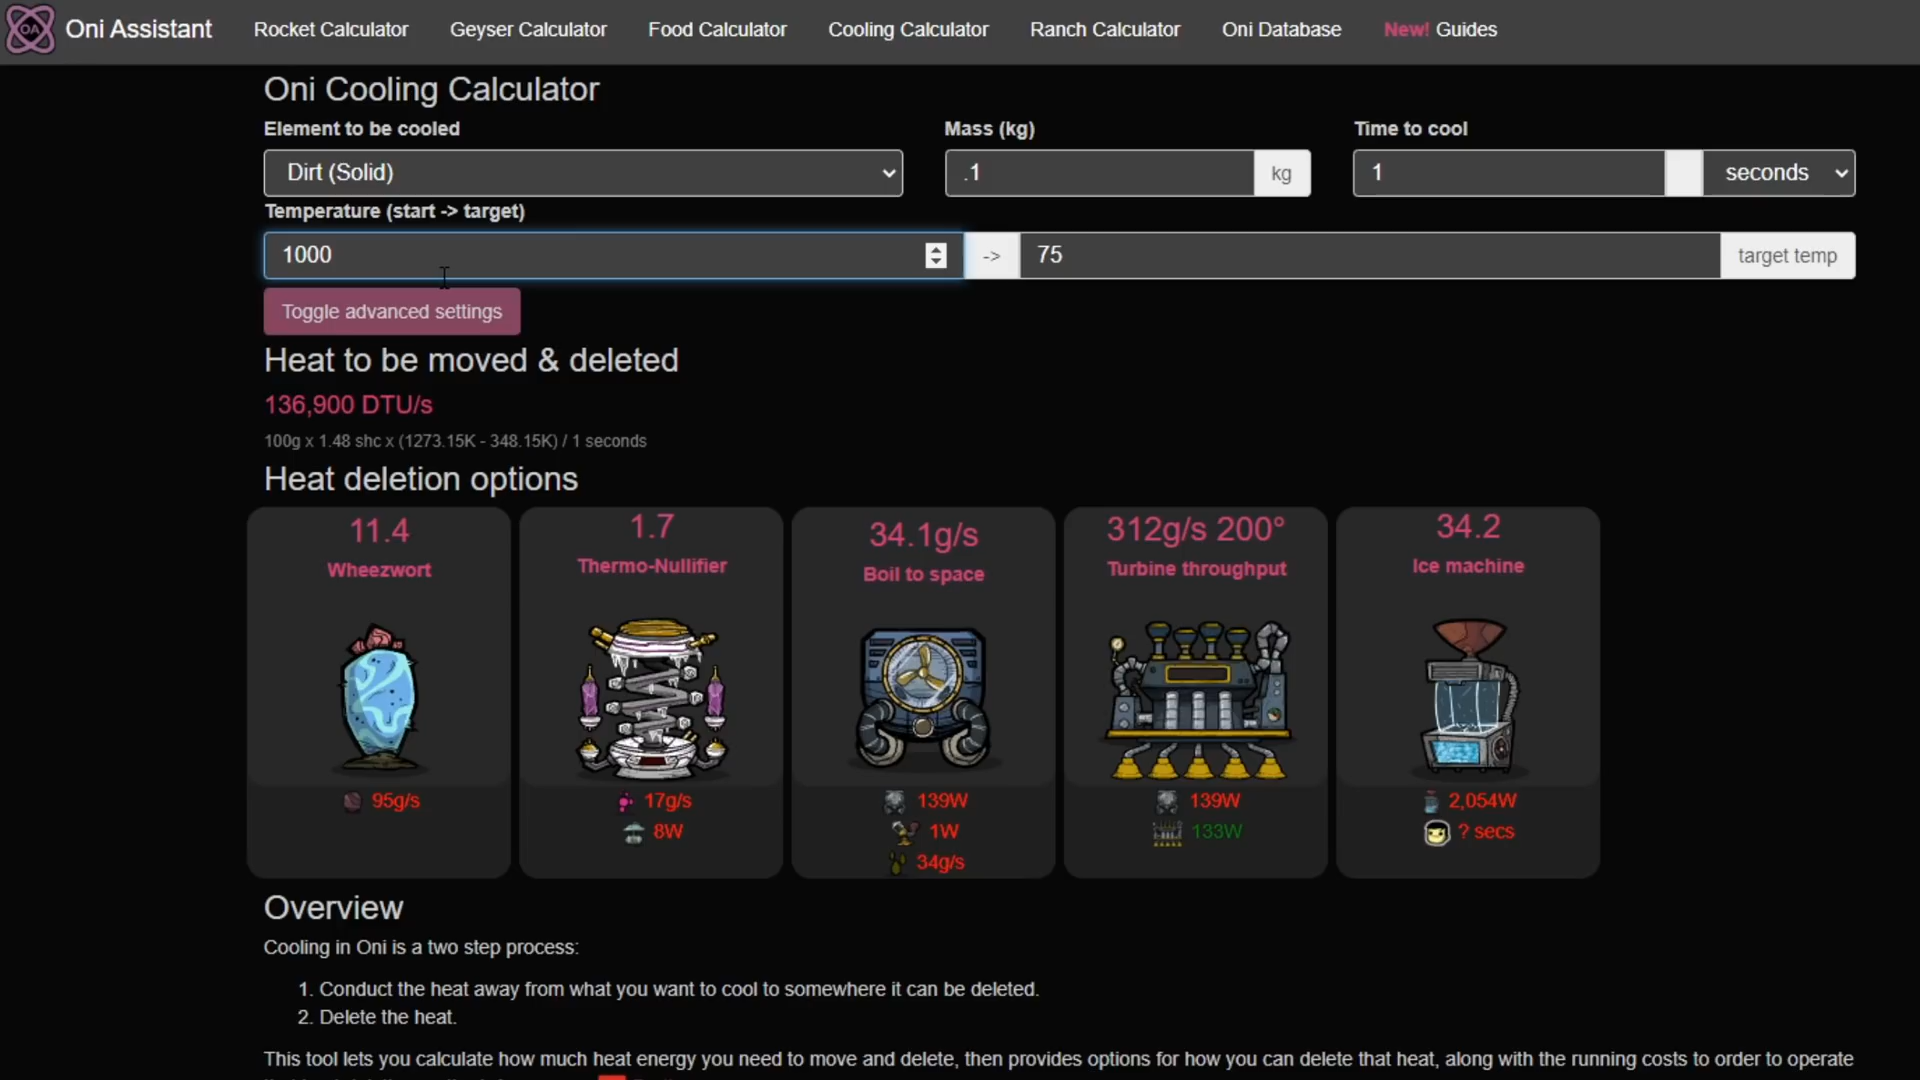 Oni Assistant Rocket Calculator Geyser Calculator Food Calculator Cooling Calculator Ranch Calculator Oni Database New! Guides
Oni Cooling Calculator
Element to be cooled Mass (kg) Time to cool
Dirt (Solid) .1 kg 1 seconds
Temperature (start -> target)
1000 -> 75 target temp
Toggle advanced settings
Heat to be moved & deleted
136,900 DTU/s
100g x 1.48 shc x (1273.15K - 348.15K) / 1 seconds
Heat deletion options
11.4 1.7 34.1g/s 312g/s 200° 34.2
Wheezwort Thermo-Nullifier Boil to space Turbine throughput Ice machine
95g/s 17g/s 139W 139W 2,054W
8W 1W 133W ? secs
34g/s
Overview
Cooling in Oni is a two step process:
1. Conduct the heat away from what you want to cool to somewhere it can be deleted.
2. Delete the heat.
This tool lets you calculate how much heat energy you need to move and delete, then provides options for how you can delete that heat, along with the running costs to order to operate